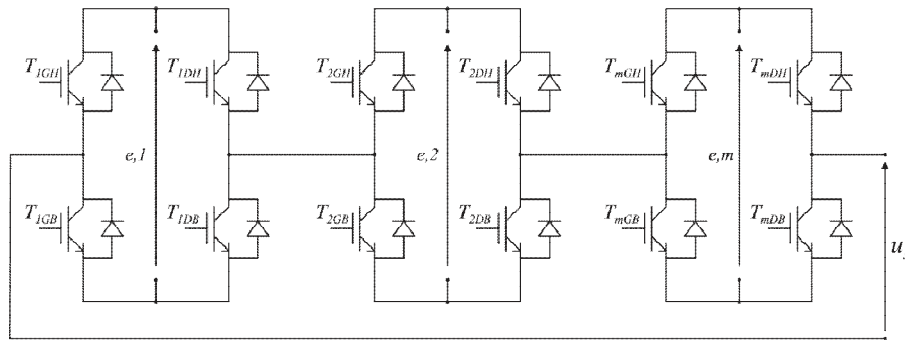 T1GH T1DH T2GH T2DH TmGH TmDH
e,1 e,2 e,m
T1GB T1DB T2GB T2DB TmGB TmDB
u,